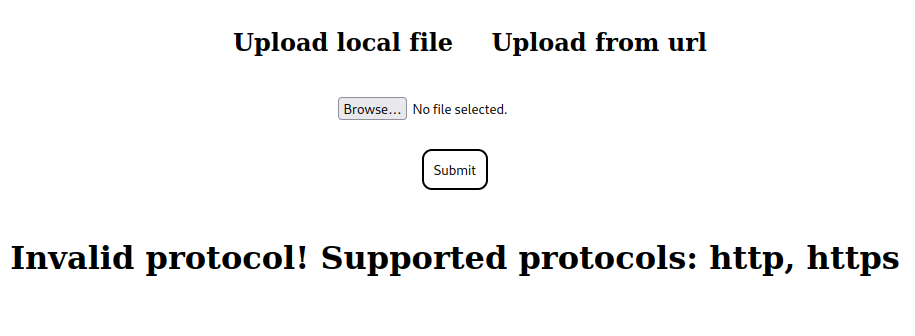 Upload local file Upload from url
Browse... No file selected.
Submit
Invalid protocol! Supported protocols: http, https